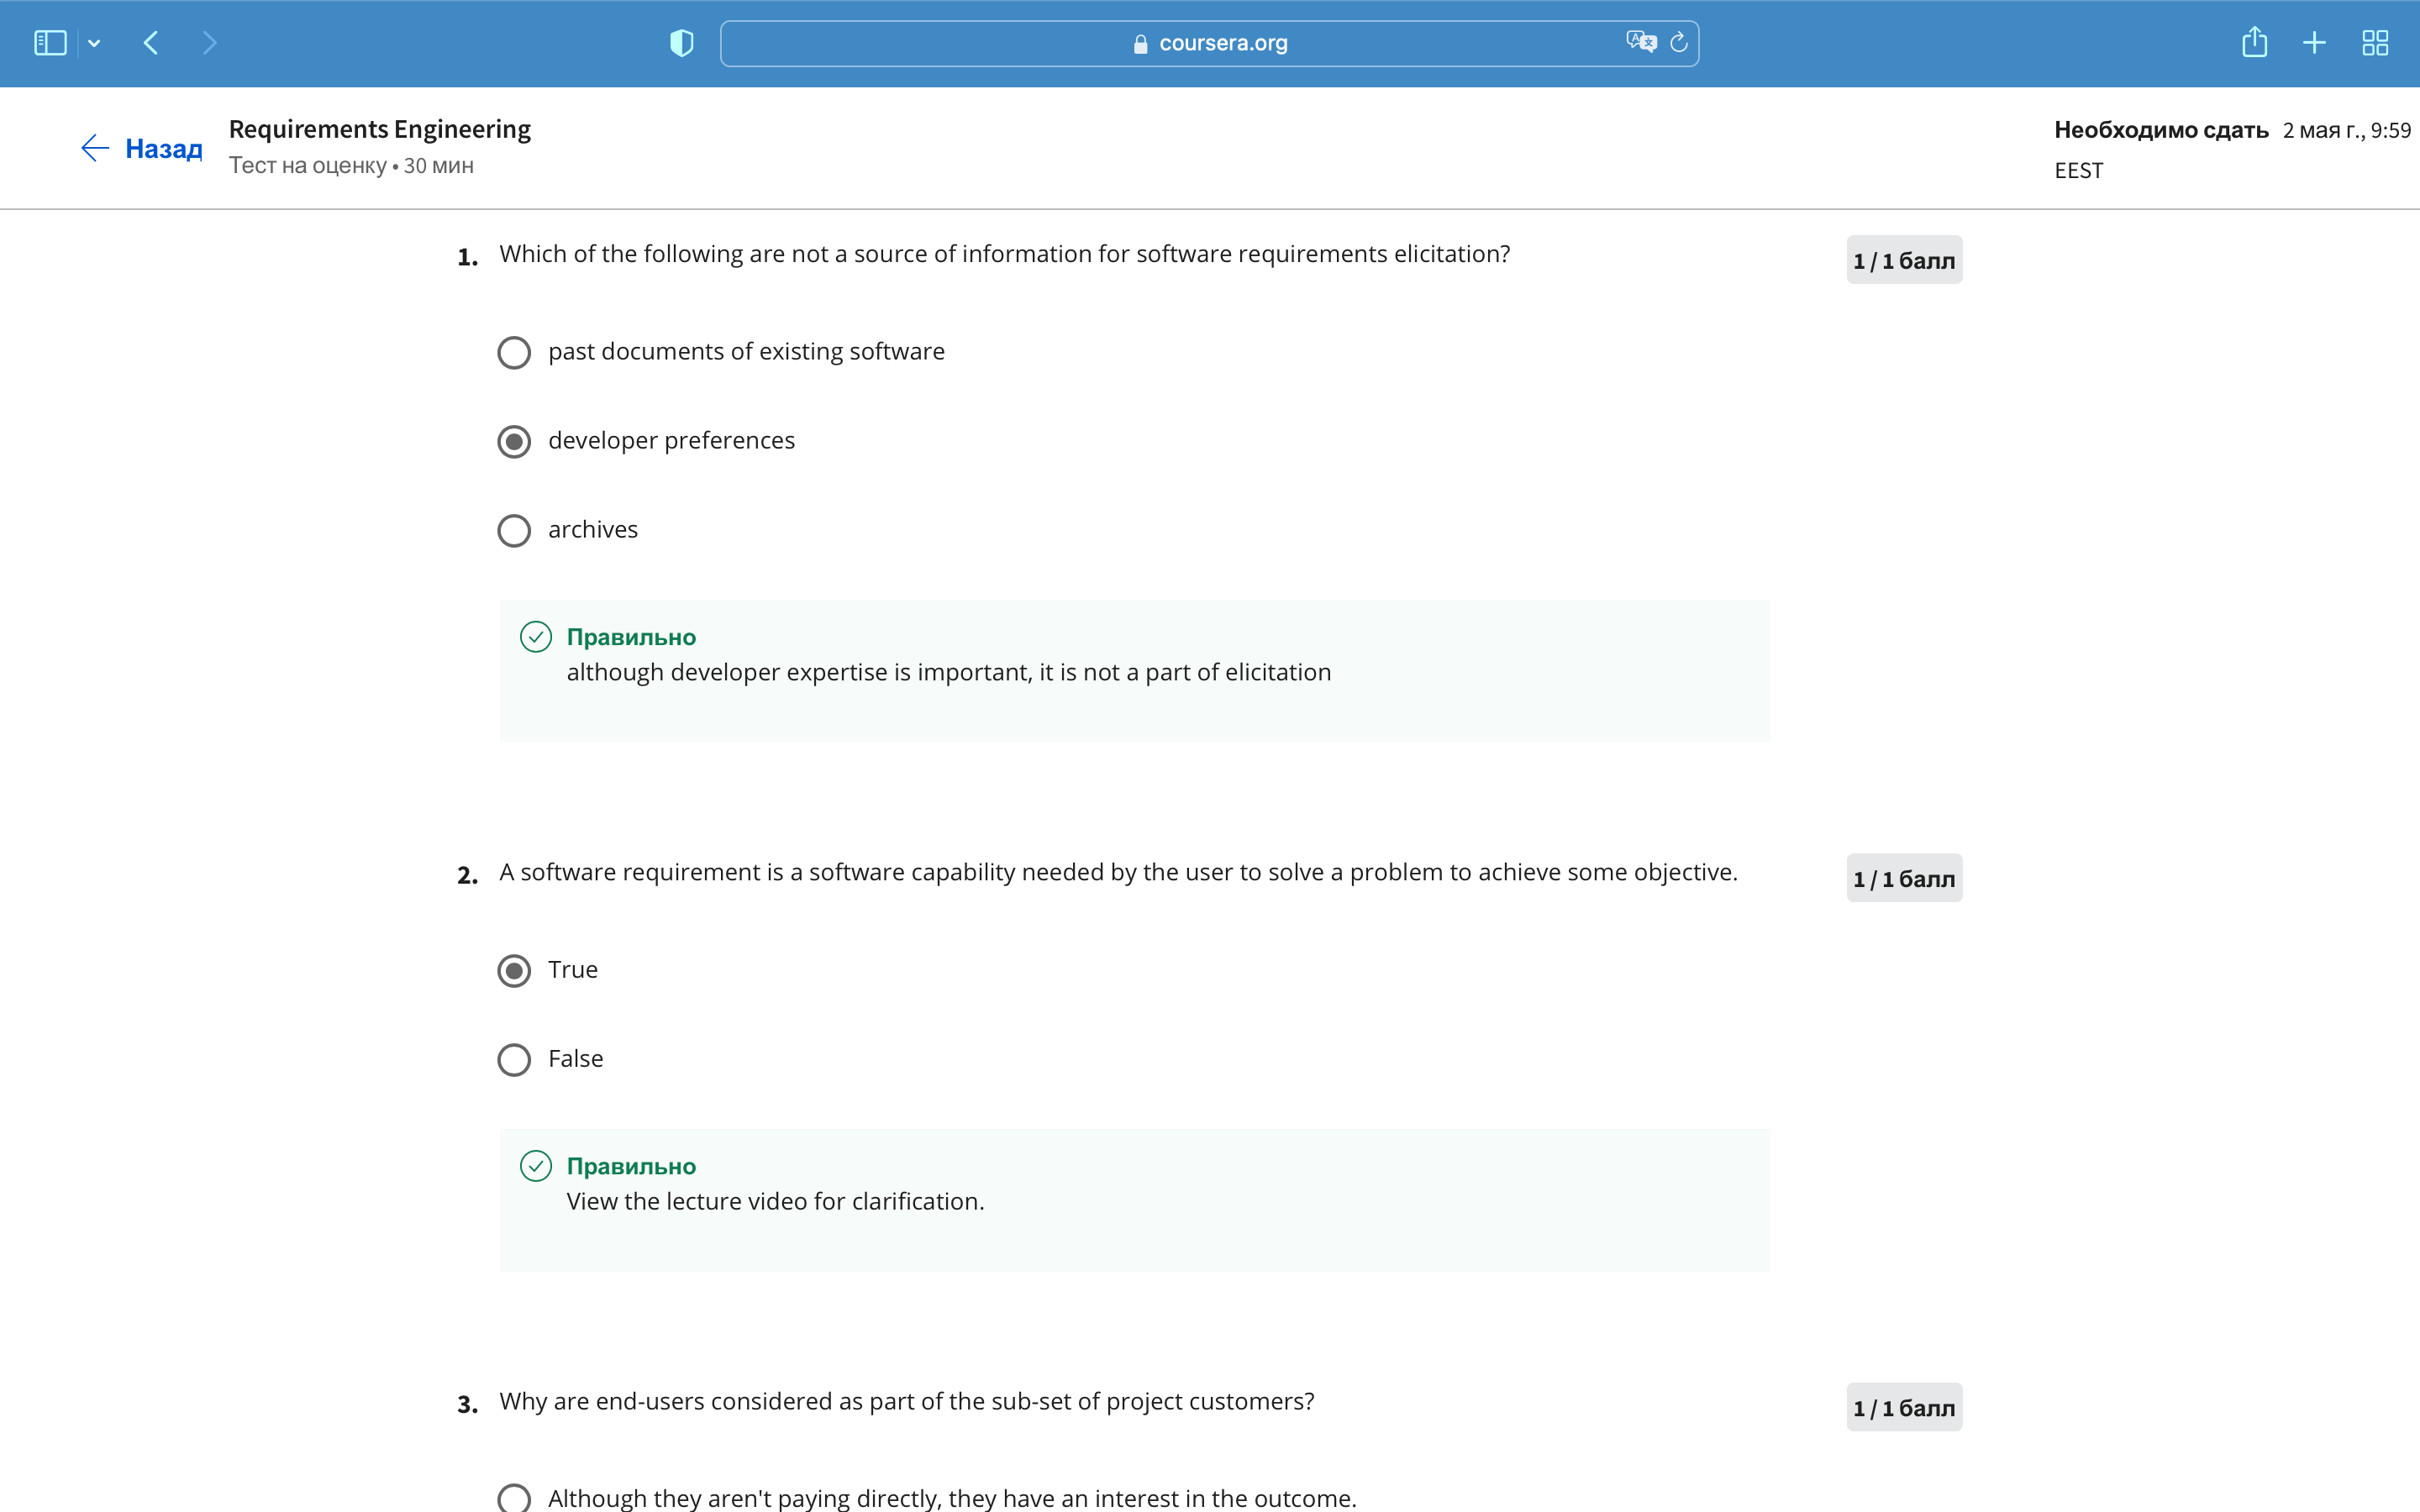 coursera.org
Назад
Requirements Engineering
Тест на оценку • 30 мин
Необходимо сдать 2 мая г., 9:59
EEST
1. Which of the following are not a source of information for software requirements elicitation?
1 / 1 балл
past documents of existing software
developer preferences
archives
Правильно
although developer expertise is important, it is not a part of elicitation
2. A software requirement is a software capability needed by the user to solve a problem to achieve some objective.
1 / 1 балл
True
False
Правильно
View the lecture video for clarification.
3. Why are end-users considered as part of the sub-set of project customers?
1 / 1 балл
Although they aren't paying directly, they have an interest in the outcome.